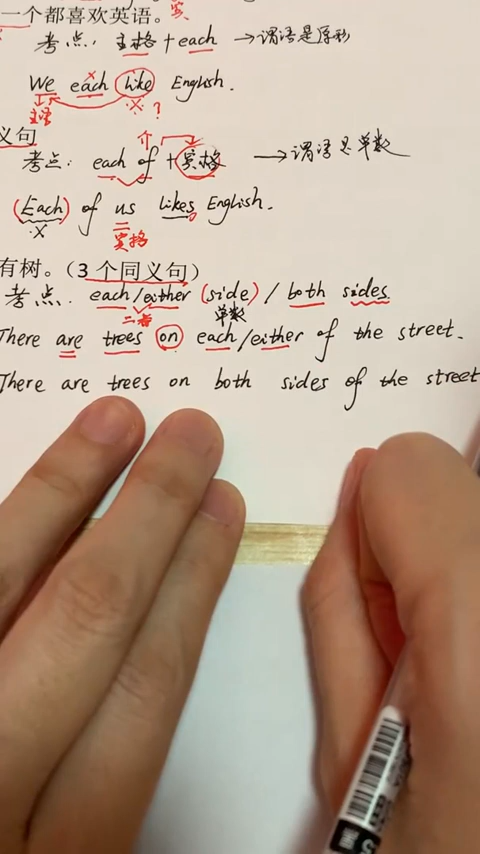 一个都喜欢英语。 宾
考点: 主格+each →谓语是原形
We each like English.
主语 ?
义句
介
考点: each of + 宾格 →谓语是单数
(Each) of us likes English.
宾格
有树。(3 个同义句)
考点. each/either (side) / both sides
二者 单数
There are trees on each/either of the street.
There are trees on both sides of the street